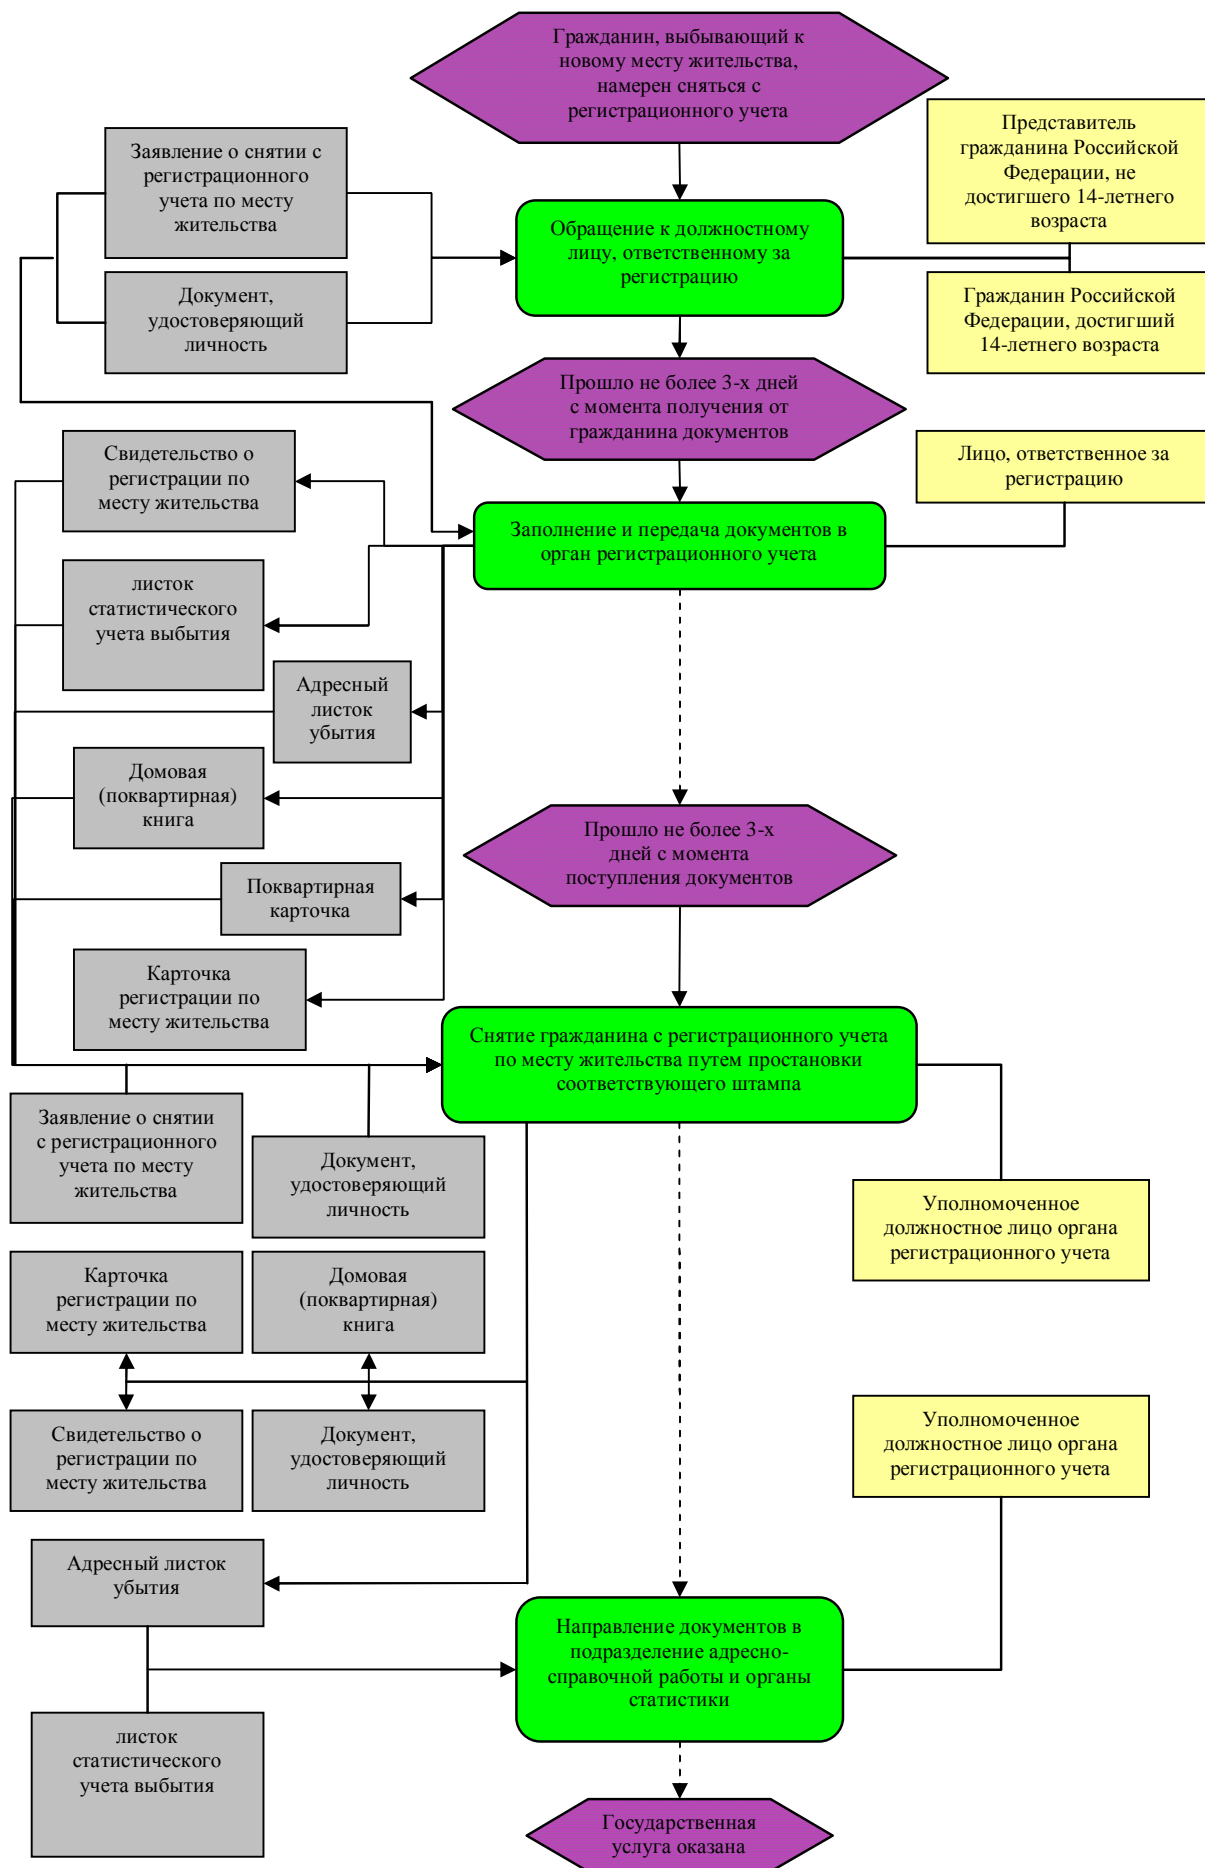 Гражданин, выбывающий к
новому месту жительства,
намерен сняться с
регистрационного учета
Представитель
гражданина Российской
Федерации, не
достигшего 14-летнего
возраста
Заявление о снятии с
регистрационного
учета по месту
жительства
Обращение к должностному
лицу, ответственному за
регистрацию
Документ,
удостоверяющий
личность
Гражданин Российской
Федерации, достигший
14-летнего возраста
Прошло не более 3-х дней
с момента получения от
гражданина документов
Свидетельство о
регистрации по
месту жительства
Лицо, ответственное за
регистрацию
Заполнение и передача документов в
орган регистрационного учета
листок
статистического
учета выбытия
Адресный
листок
убытия
Домовая
(поквартирная)
книга
Прошло не более 3-х
дней с момента
поступления документов
Поквартирная
карточка
Карточка
регистрации по
месту жительства
Снятие гражданина с регистрационного учета
по месту жительства путем простановки
соответствующего штампа
Заявление о снятии
с регистрационного
учета по месту
жительства
Документ,
удостоверяющий
личность
Уполномоченное
должностное лицо органа
регистрационного учета
Карточка
регистрации по
месту жительства
Домовая
(поквартирная)
книга
Свидетельство о
регистрации по
месту жительства
Документ,
удостоверяющий
личность
Уполномоченное
должностное лицо органа
регистрационного учета
Адресный листок
убытия
Направление документов в
подразделение адресно-
справочной работы и органы
статистики
листок
статистического
учета выбытия
Государственная
услуга оказана